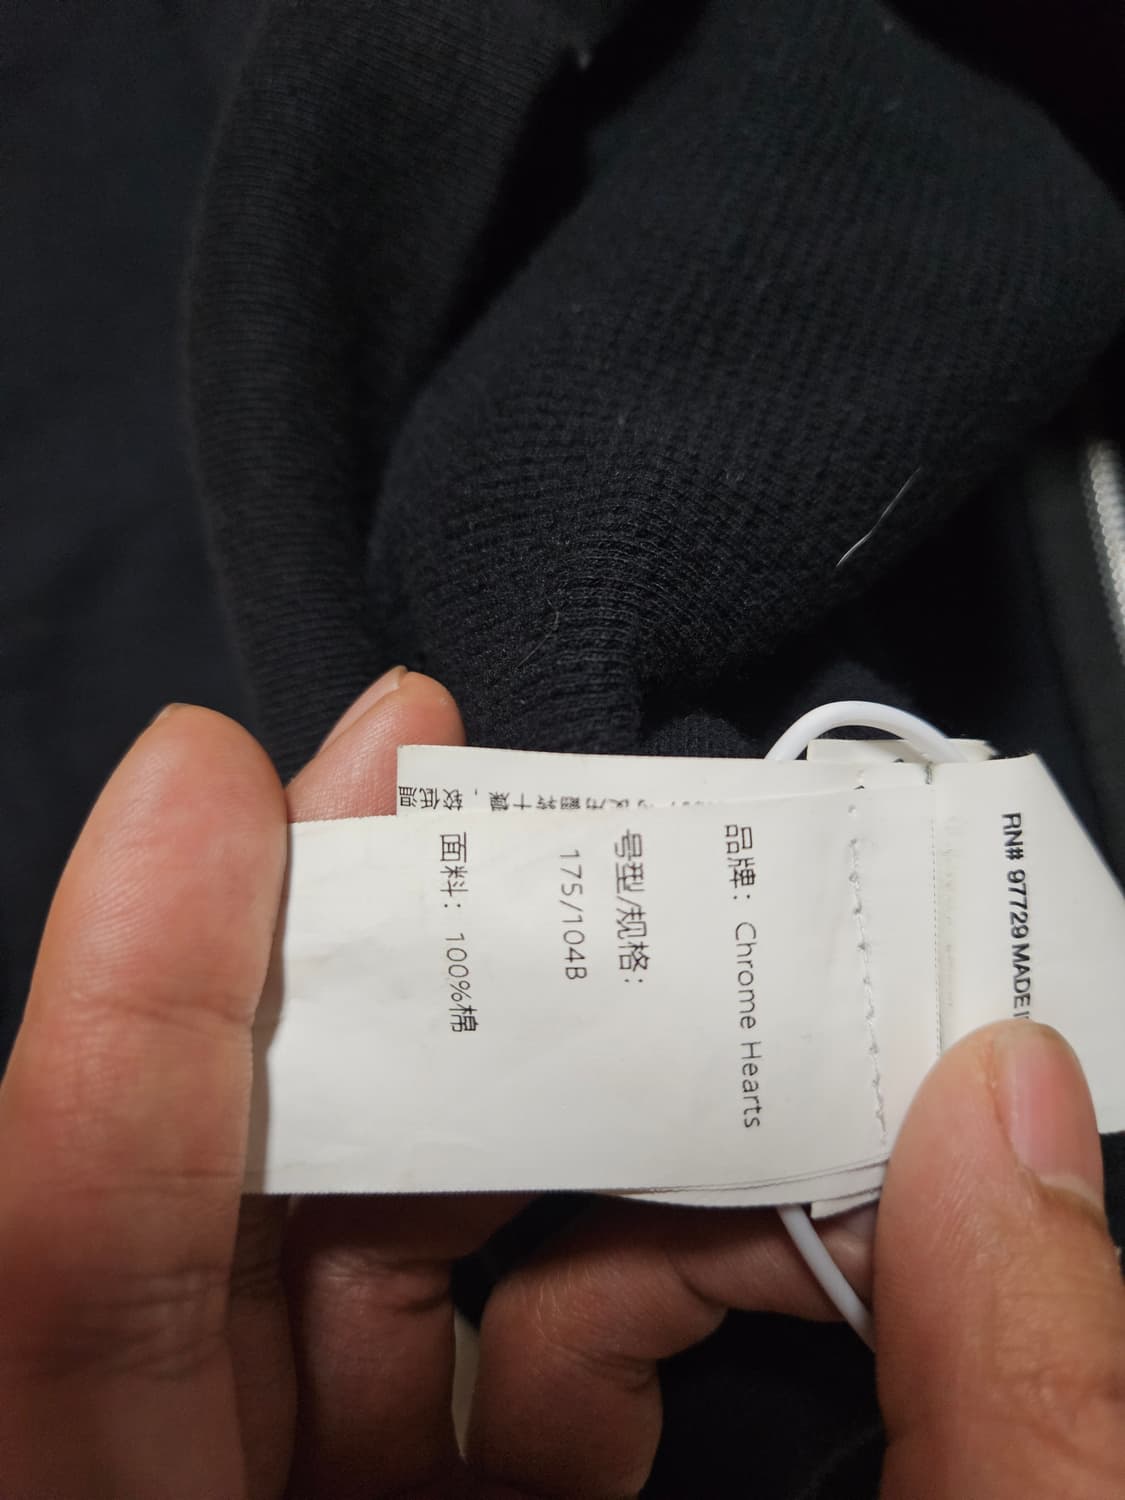 RN# 97729 MADE I
品牌：Chrome Hearts
号型/规格：
175/104B
面料：100%棉